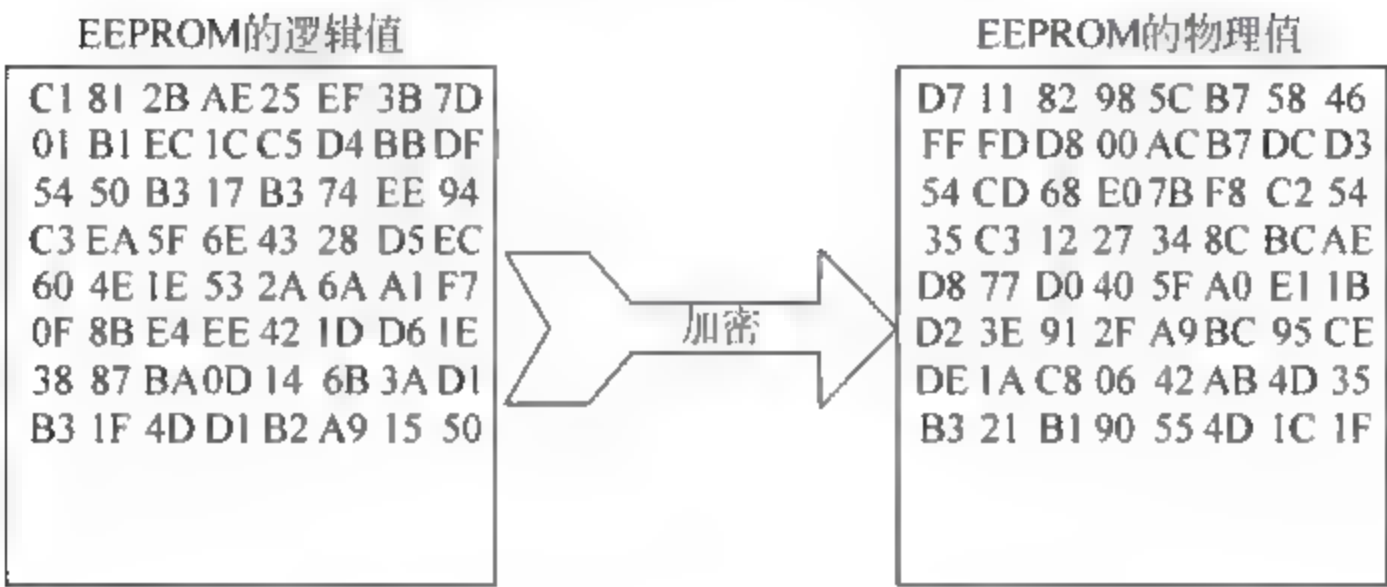 EEPROM的逻辑值
C1 81 2B AE 25 EF 3B 7D
01 B1 EC 1C C5 D4 BB DF
54 50 B3 17 B3 74 EE 94
C3 EA 5F 6E 43 28 D5 EC
60 4E 1E 53 2A 6A A1 F7
0F 8B E4 EE 42 1D D6 1E
38 87 BA 0D 14 6B 3A D1
B3 1F 4D D1 B2 A9 15 50
加密
EEPROM的物理值
D7 11 82 98 5C B7 58 46
FF FD D8 00 AC B7 DC D3
54 CD 68 E0 7B F8 C2 54
35 C3 12 27 34 8C BC AE
D8 77 D0 40 5F A0 E1 1B
D2 3E 91 2F A9 BC 95 CE
DE 1A C8 06 42 AB 4D 35
B3 21 B1 90 55 4D 1C 1F